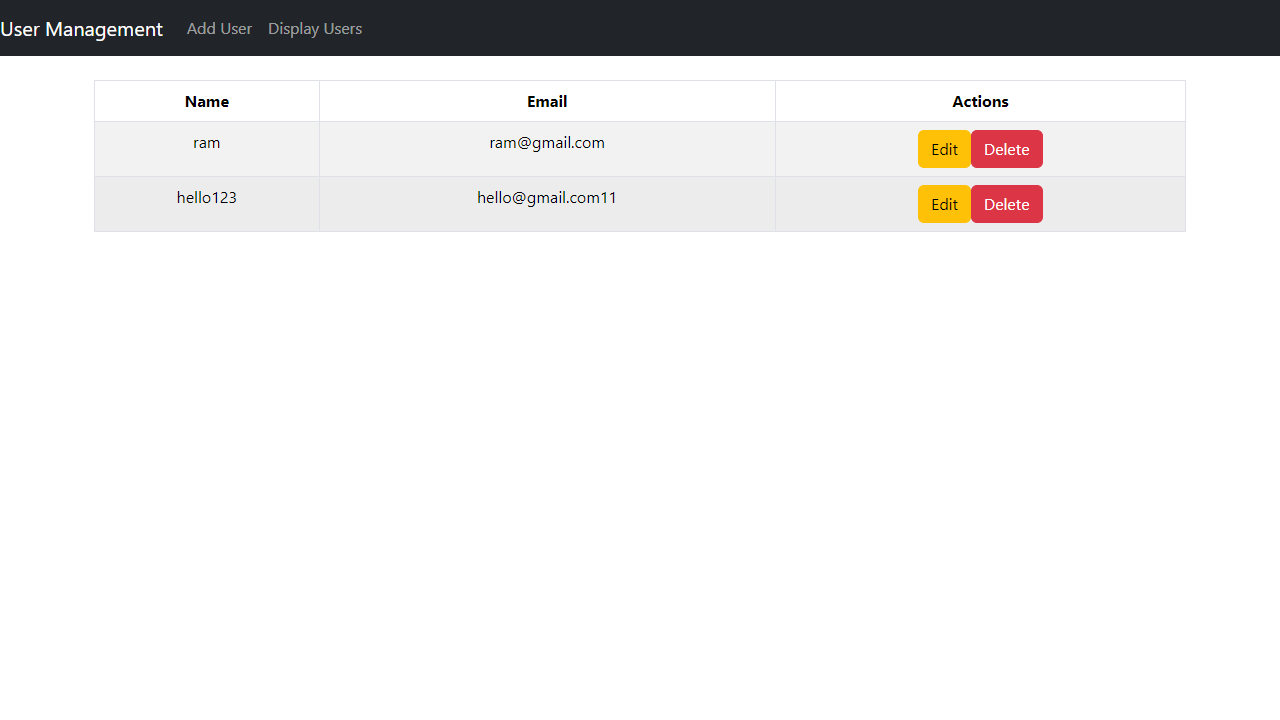 User Management Add User Display Users
Name Email Actions
ram ram@gmail.com Edit Delete
hello123 hello@gmail.com11 Edit Delete